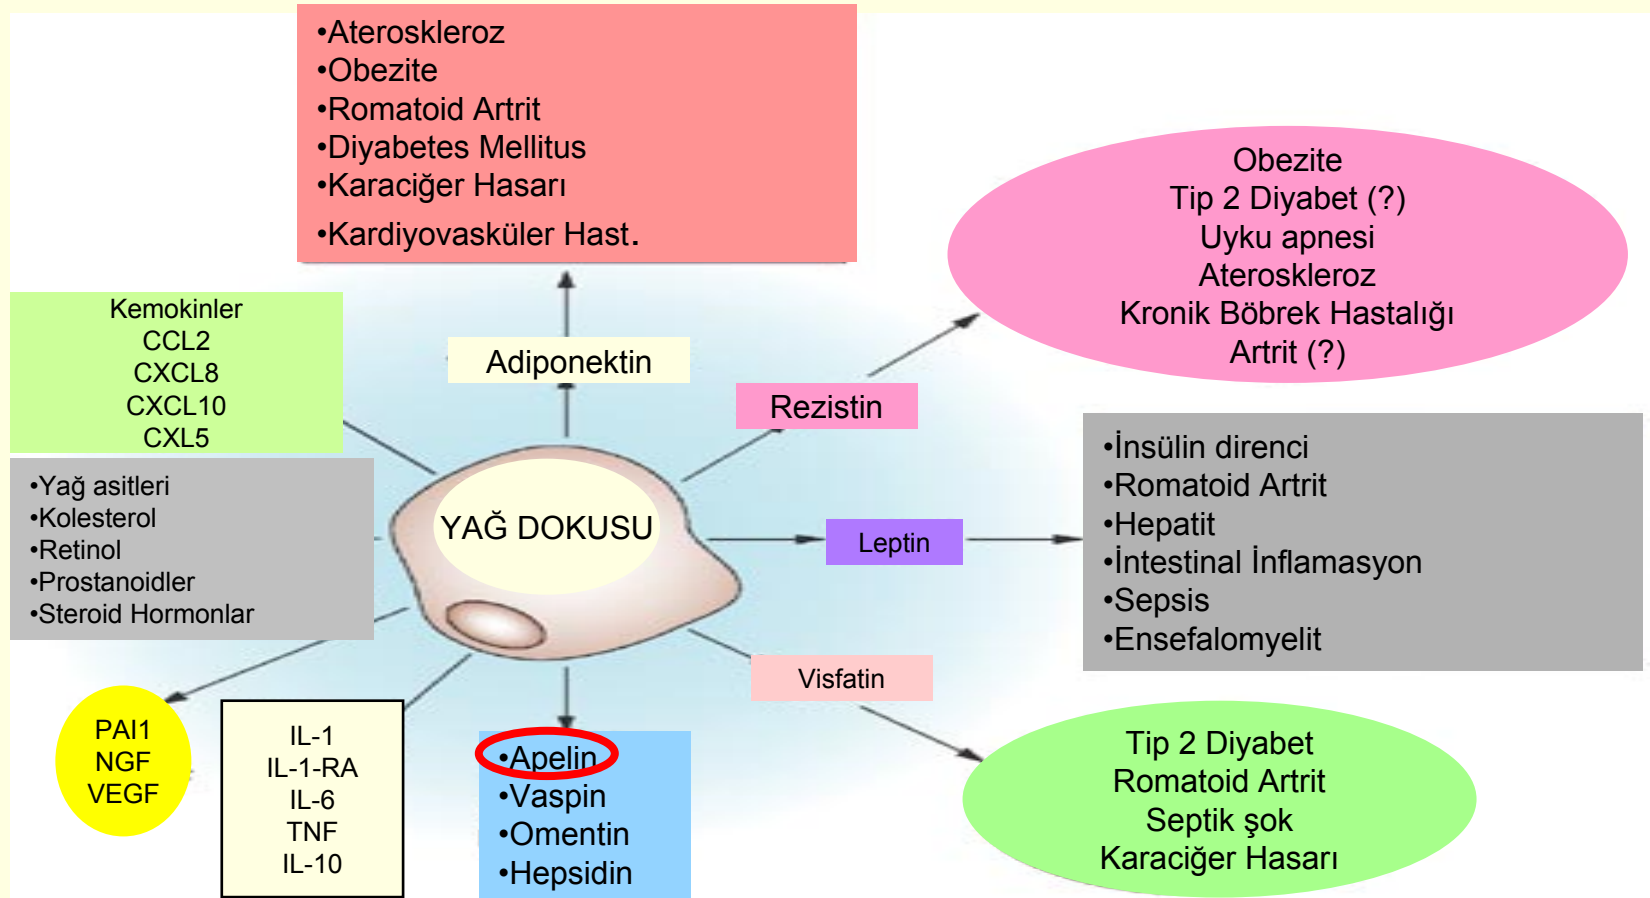 •Ateroskleroz
•Obezite
•Romatoid Artrit
•Diyabetes Mellitus
•Karaciğer Hasarı
•Kardiyovasküler Hast.
Obezite
Tip 2 Diyabet (?)
Uyku apnesi
Ateroskleroz
Kronik Böbrek Hastalığı
Artrit (?)
Kemokinler
CCL2
CXCL8
CXCL10
CXL5
Adiponektin
Rezistin
•Yağ asitleri
•Kolesterol
•Retinol
•Prostanoidler
•Steroid Hormonlar
YAĞ DOKUSU
Leptin
•İnsülin direnci
•Romatoid Artrit
•Hepatit
•İntestinal İnflamasyon
•Sepsis
•Ensefalomyelit
Visfatin
PAI1
NGF
VEGF
IL-1
IL-1-RA
IL-6
TNF
IL-10
•Apelin
•Vaspin
•Omentin
•Hepsidin
Tip 2 Diyabet
Romatoid Artrit
Septik şok
Karaciğer Hasarı